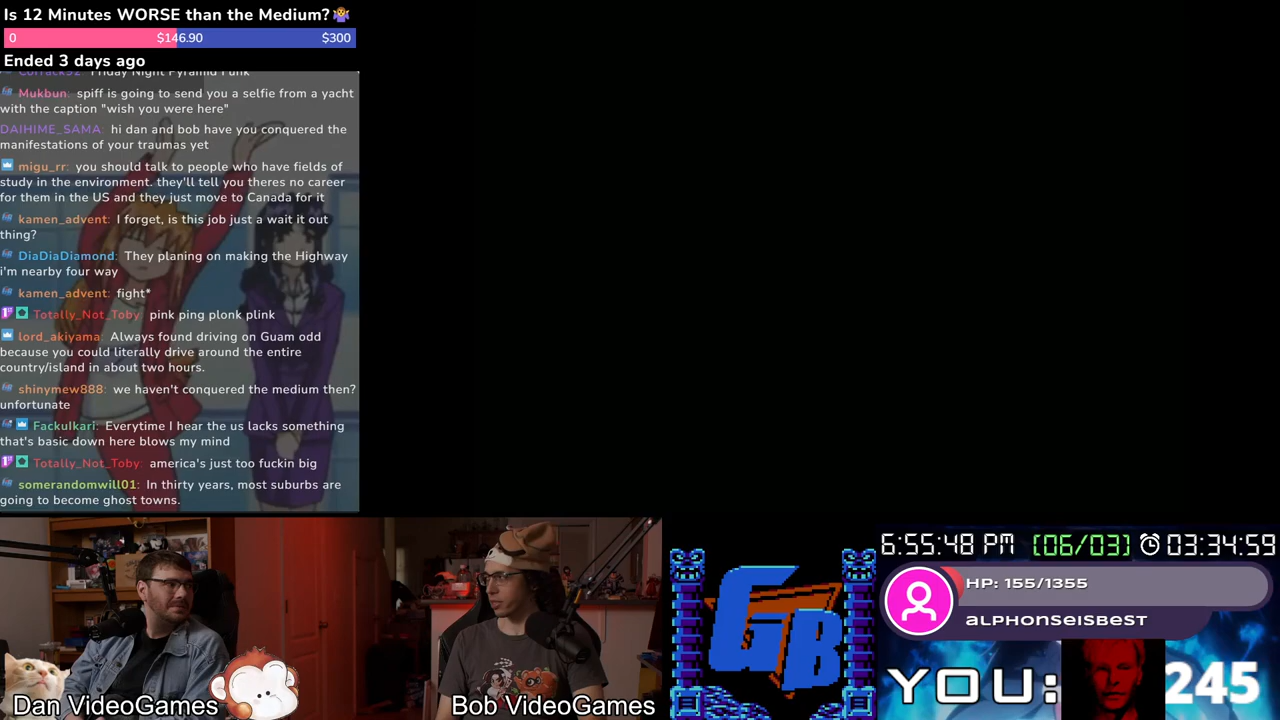 Is 12 Minutes WORSE than the Medium?🤷
0 $146.90 $300
Ended 3 days ago
Friday Night Pyramid Funk
Mukbun: spiff is going to send you a selfie from a yacht
with the caption "wish you were here"
DAIHIME_SAMA: hi dan and bob have you conquered the
manifestations of your traumas yet
migu_rr: you should talk to people who have fields of
study in the environment. they'll tell you theres no career
for them in the US and they just move to Canada for it
kamen_advent: I forget, is this job just a wait it out
thing?
DiaDiaDiamond: They planing on making the Highway
i'm nearby four way
kamen_advent: fight*
Totally_Not_Toby: pink ping plonk plink
lord_akiyama: Always found driving on Guam odd
because you could literally drive around the entire
country/island in about two hours.
shinymew888: we haven't conquered the medium then?
unfortunate
Fackulkari: Everytime I hear the us lacks something
that's basic down here blows my mind
Totally_Not_Toby: america's just too fuckin big
somerandomwill01: In thirty years, most suburbs are
going to become ghost towns.
Dan VideoGames
Bob VideoGames
GB
6:55:48 PM [06/03] 03:34:59
HP: 155/1355
alphonseisbest
YOU: 245